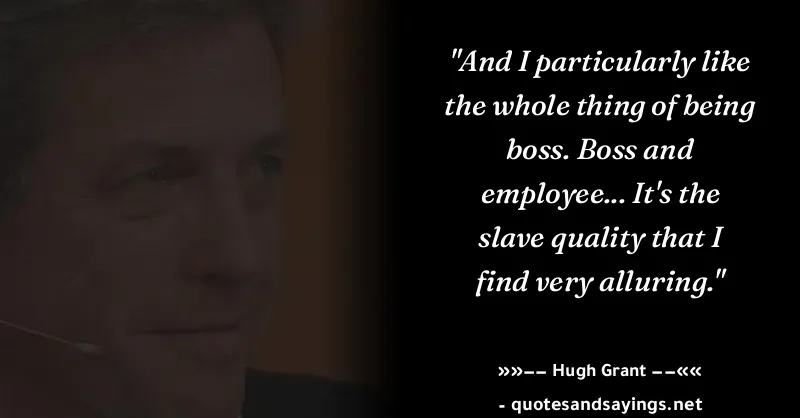 "And I particularly like
the whole thing of being
boss. Boss and
employee... It's the
slave quality that I
find very alluring."
»»−− Hugh Grant −−««
- quotesandsayings.net